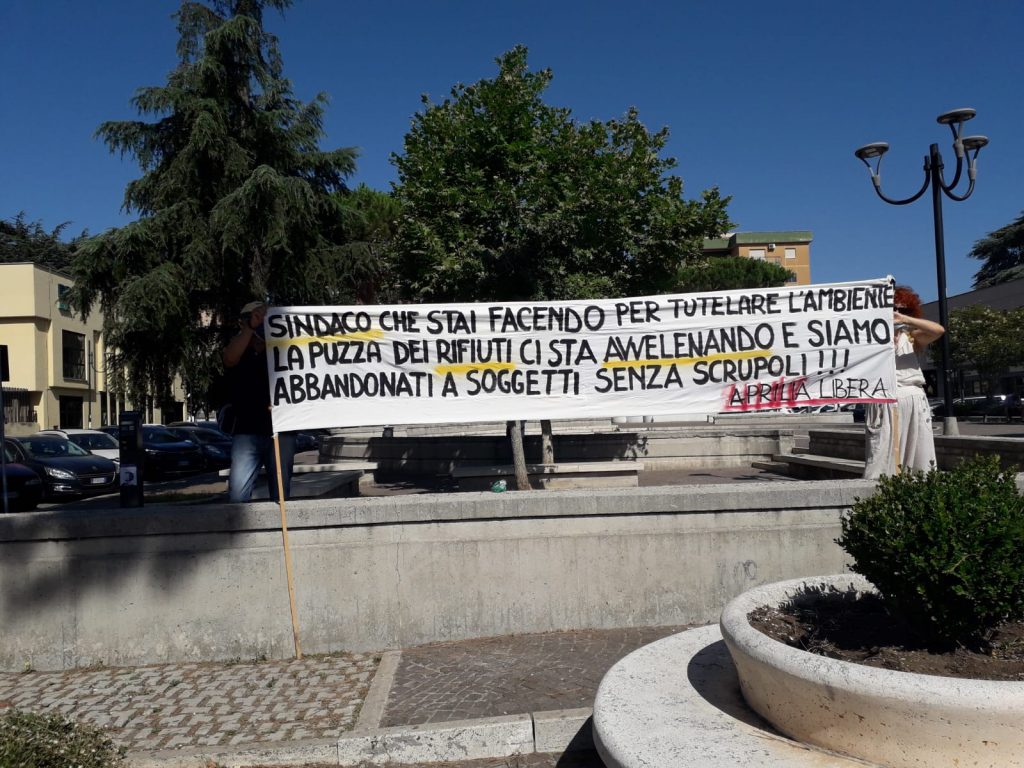 SINDACO CHE STAI FACENDO PER TUTELARE L'AMBIENTE
LA PUZZA DEI RIFIUTI CI STA AVVELENANDO E SIAMO
ABBANDONATI A SOGGETTI SENZA SCRUPOLI!!!
APRILIA LIBERA